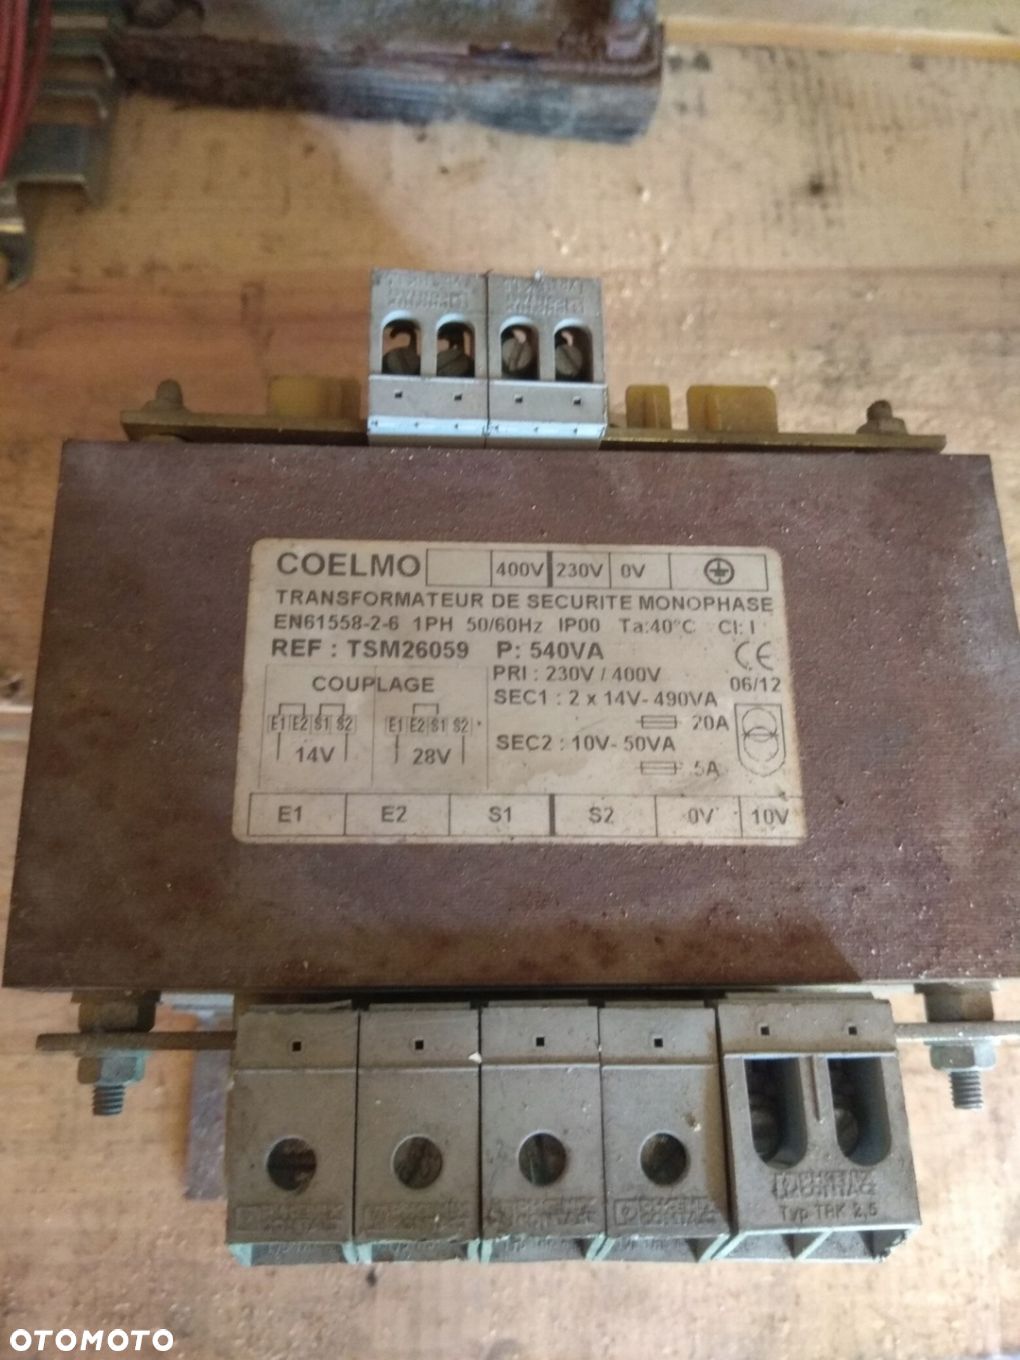 COELMO 400V 230V 0V
TRANSFORMATEUR DE SECURITE MONOPHASE
EN61558-2-6 1PH 50/60Hz IP00 Ta:40°C Cl: I
REF : TSM26059 P: 540VA
CE
PRI : 230V / 400V
06/12
COUPLAGE
SEC1 : 2 x 14V- 490VA
E1 E2 S1 S2 E1 E2 S1 S2
20A
14V 28V
SEC2 : 10V- 50VA
5A
E1 E2 S1 S2 0V 10V
Typ TRK 2,5
OTOMOTO